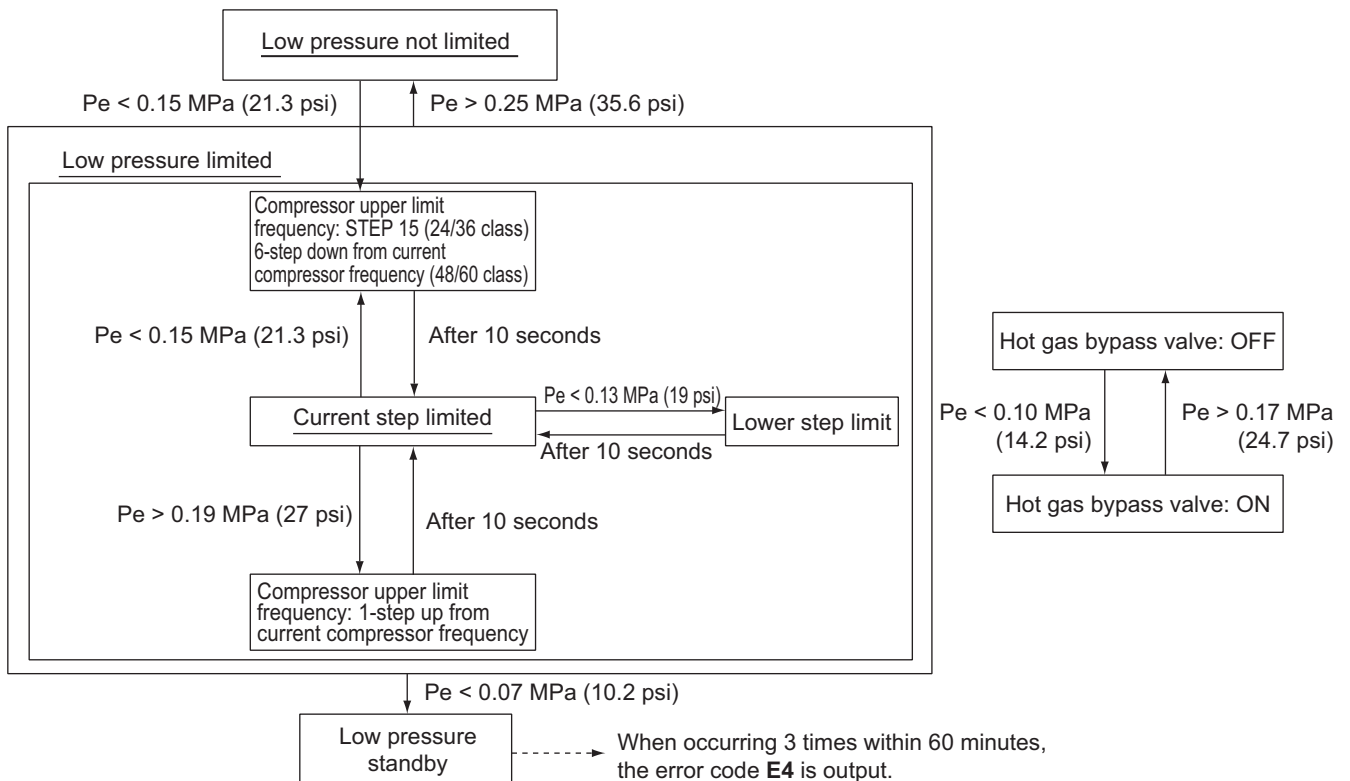 Low pressure not limited
Pe < 0.15 MPa (21.3 psi)
Pe > 0.25 MPa (35.6 psi)
Low pressure limited
Compressor upper limit
frequency: STEP 15 (24/36 class)
6-step down from current
compressor frequency (48/60 class)
Pe < 0.15 MPa (21.3 psi)
After 10 seconds
Current step limited
Pe < 0.13 MPa (19 psi)
After 10 seconds
Lower step limit
Pe > 0.19 MPa (27 psi)
After 10 seconds
Compressor upper limit
frequency: 1-step up from
current compressor frequency
Pe < 0.07 MPa (10.2 psi)
Low pressure
standby
When occurring 3 times within 60 minutes,
the error code E4 is output.
Hot gas bypass valve: OFF
Pe < 0.10 MPa
(14.2 psi)
Pe > 0.17 MPa
(24.7 psi)
Hot gas bypass valve: ON